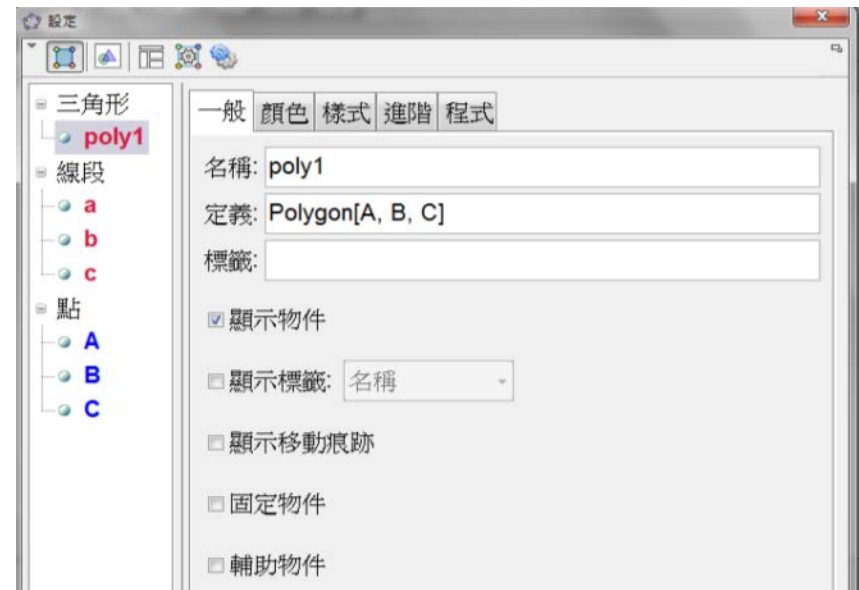 設定
三角形
poly1
線段
a
b
c
點
A
B
C
一般 顏色 樣式 進階 程式
名稱: poly1
定義: Polygon[A, B, C]
標籤:
顯示物件
顯示標籤: 名稱
顯示移動痕跡
固定物件
輔助物件